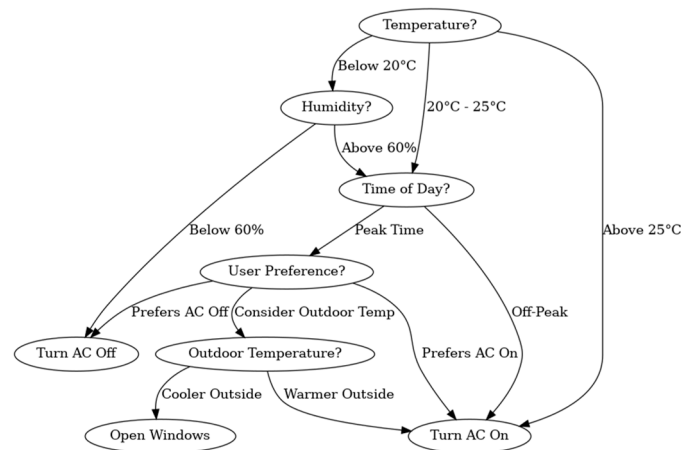 Temperature?
Below 20°C
Humidity?
20°C - 25°C
Above 60%
Time of Day?
Below 60%
Peak Time
Above 25°C
User Preference?
Prefers AC Off
Consider Outdoor Temp
Off-Peak
Turn AC Off
Outdoor Temperature?
Prefers AC On
Cooler Outside
Warmer Outside
Open Windows
Turn AC On